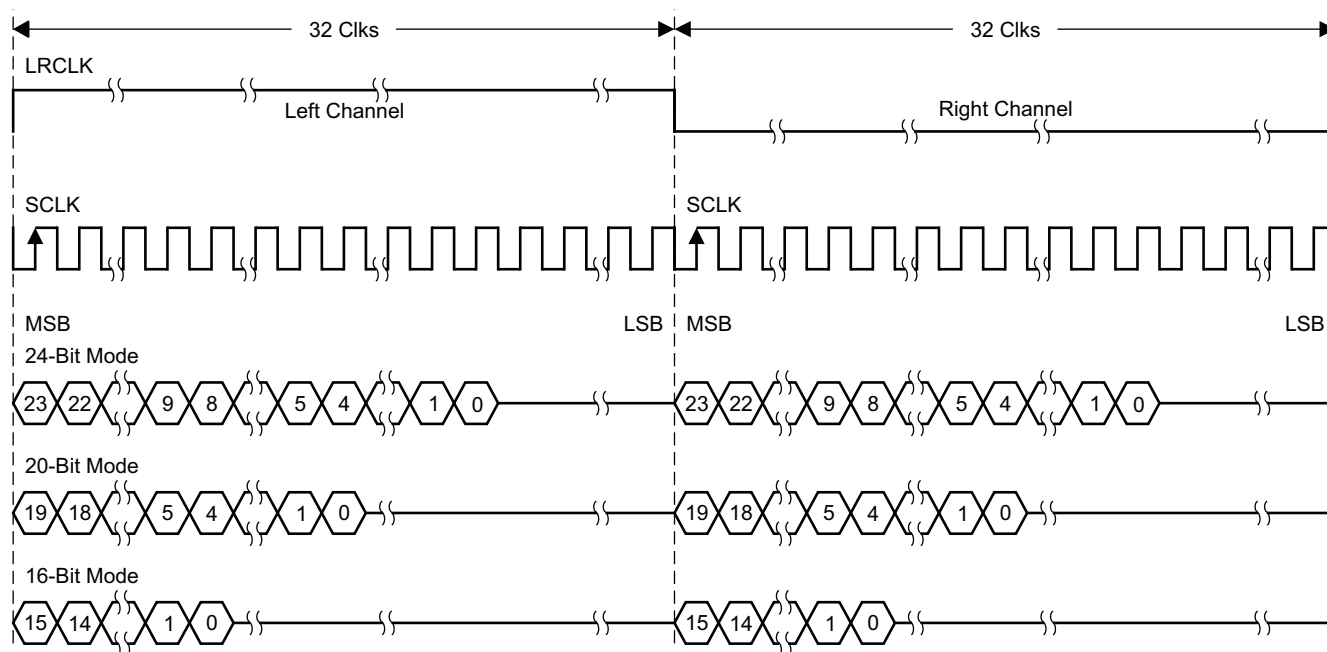 32 Clks 32 Clks
LRCLK
Left Channel Right Channel
SCLK SCLK
MSB LSB MSB LSB
24-Bit Mode
23 22 9 8 5 4 1 0 23 22 9 8 5 4 1 0
20-Bit Mode
19 18 5 4 1 0 19 18 5 4 1 0
16-Bit Mode
15 14 1 0 15 14 1 0